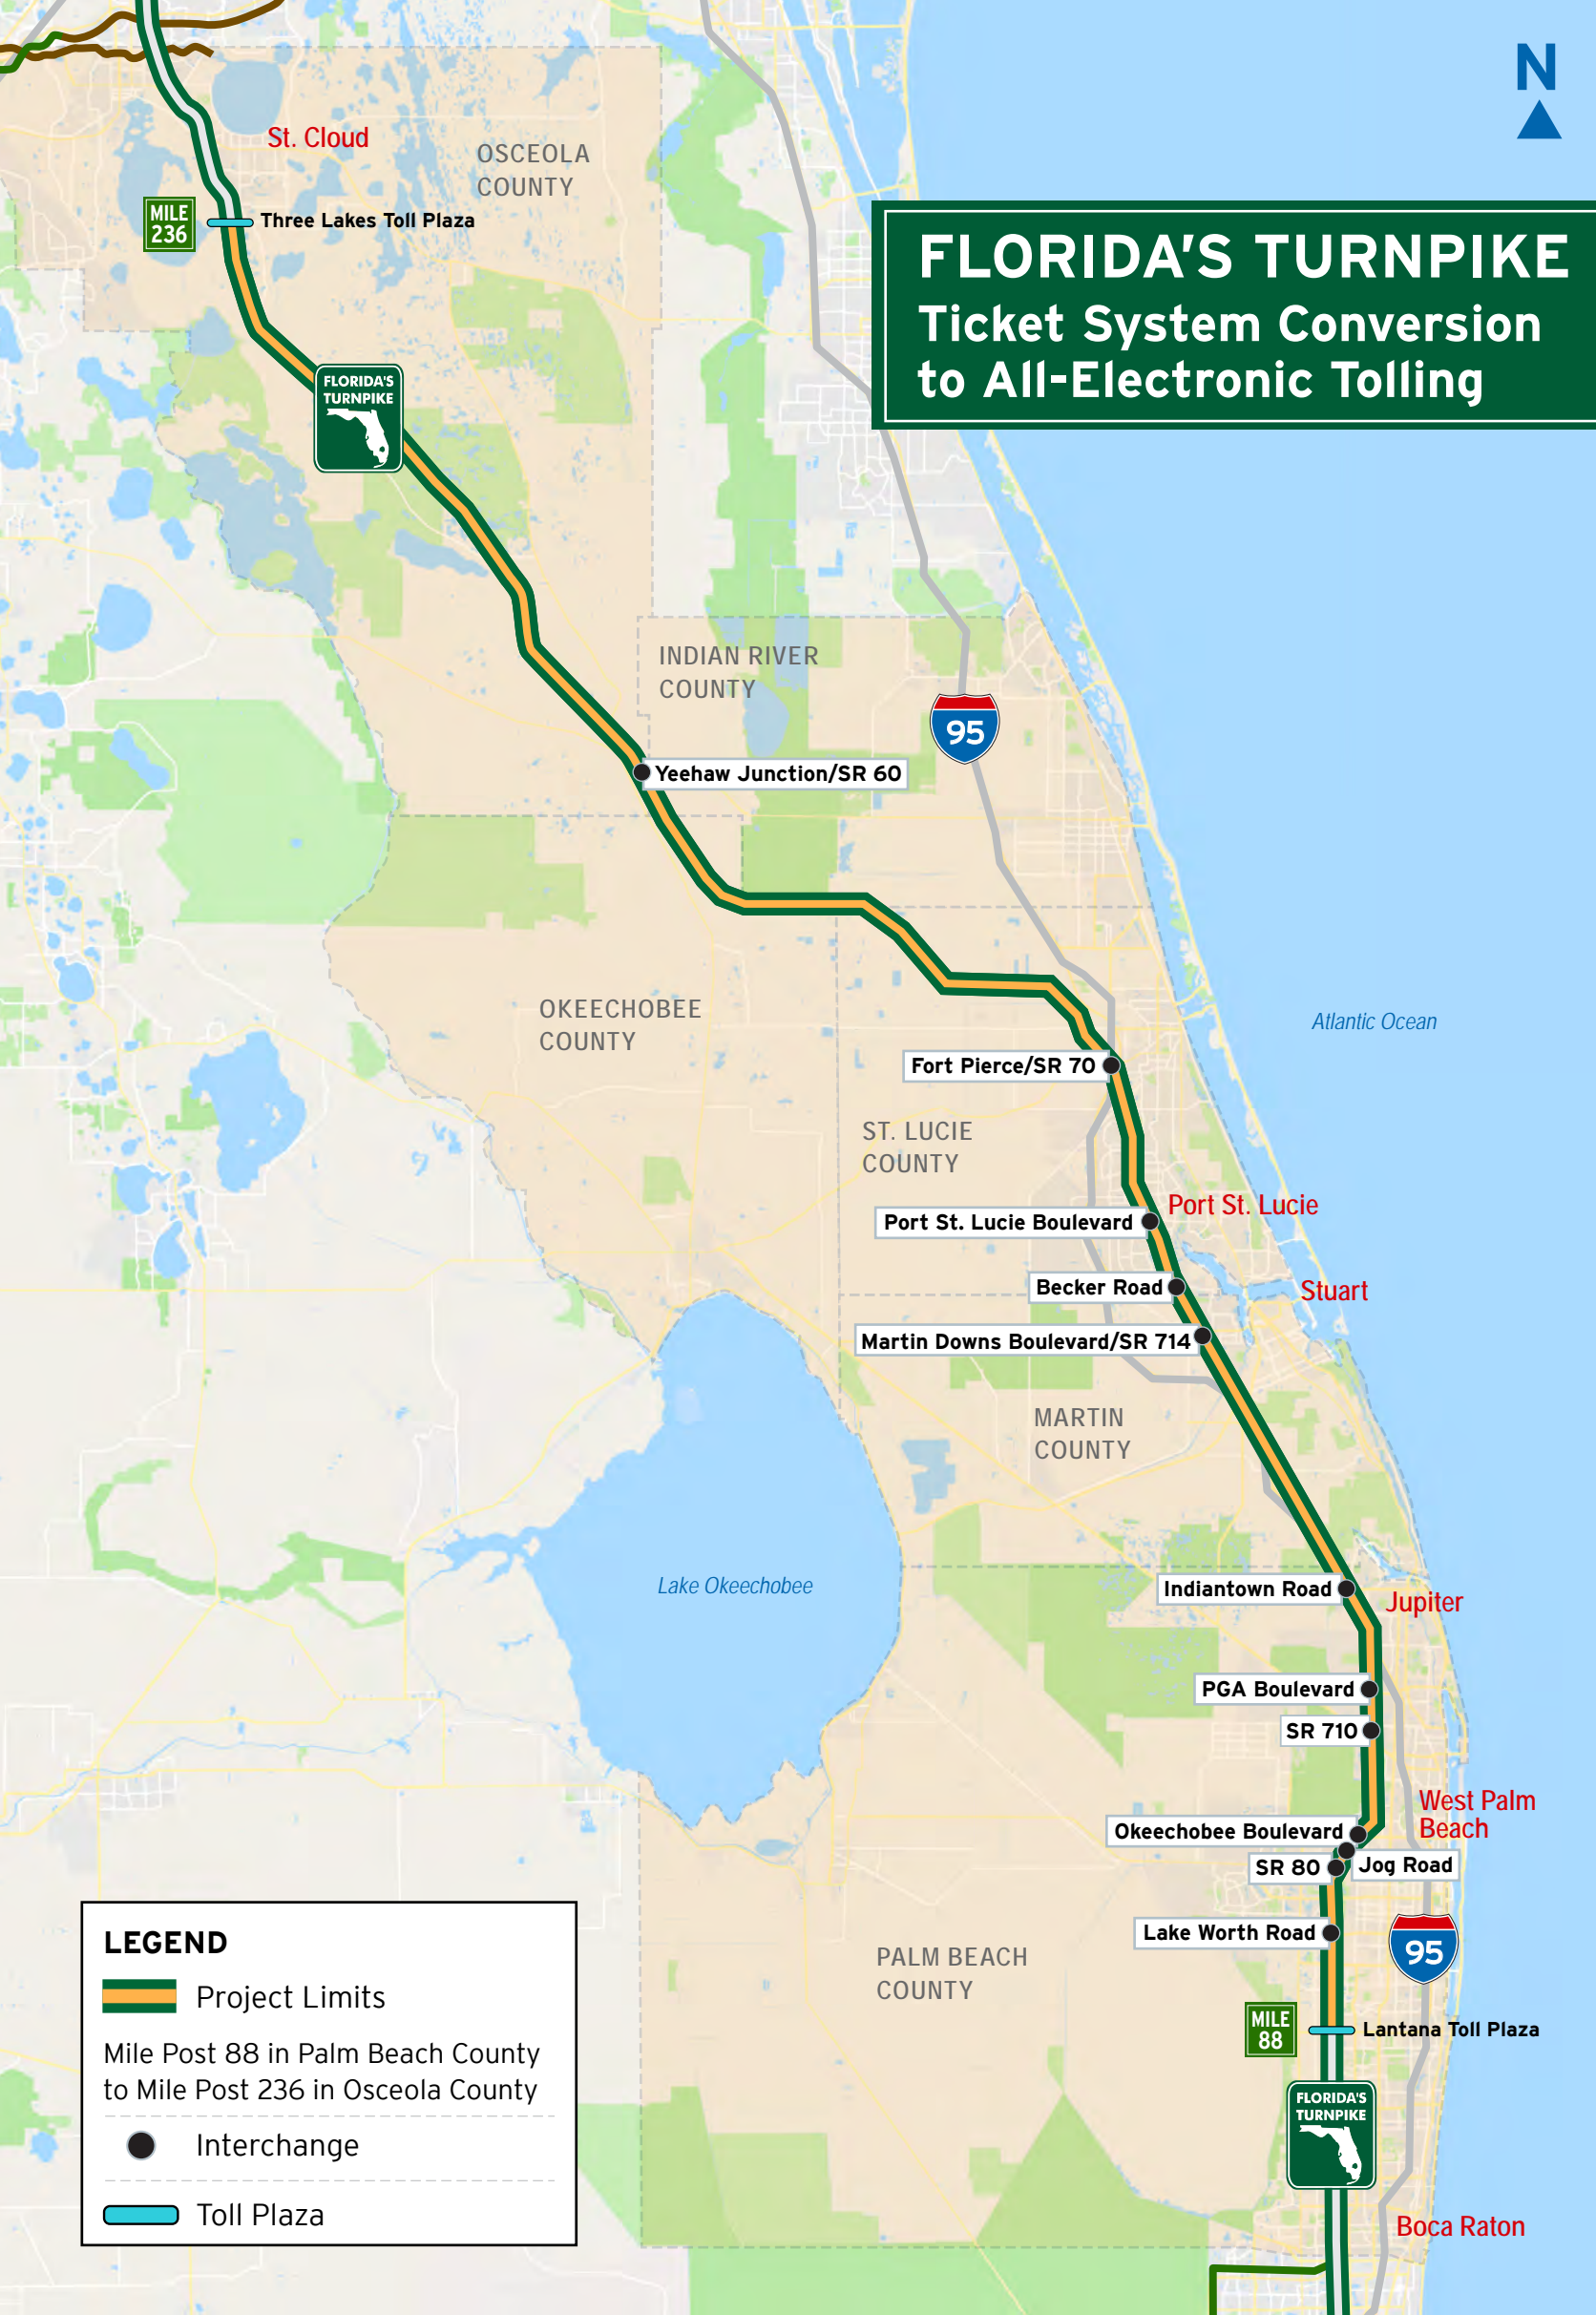 N
St. Cloud
OSCEOLA
COUNTY
MILE
236
Three Lakes Toll Plaza
FLORIDA'S TURNPIKE
Ticket System Conversion
to All-Electronic Tolling
FLORIDA'S
TURNPIKE
INDIAN RIVER
COUNTY
95
Yeehaw Junction/SR 60
OKEECHOBEE
COUNTY
Atlantic Ocean
Fort Pierce/SR 70
ST. LUCIE
COUNTY
Port St. Lucie
Port St. Lucie Boulevard
Becker Road
Stuart
Martin Downs Boulevard/SR 714
MARTIN
COUNTY
Lake Okeechobee
Indiantown Road
Jupiter
PGA Boulevard
SR 710
West Palm
Beach
Okeechobee Boulevard
Jog Road
SR 80
Lake Worth Road
95
PALM BEACH
COUNTY
MILE
88
Lantana Toll Plaza
FLORIDA'S
TURNPIKE
Boca Raton
LEGEND
Project Limits
Mile Post 88 in Palm Beach County
to Mile Post 236 in Osceola County
Interchange
Toll Plaza